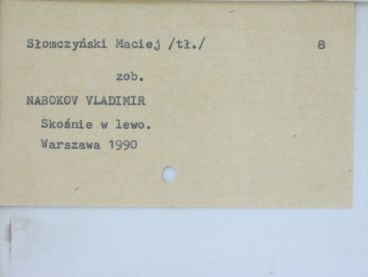 Słomczyński Maciej /tł./ 8
zob.
NABOKOV VLADIMIR
Skośnie w lewo.
Warszawa 1990